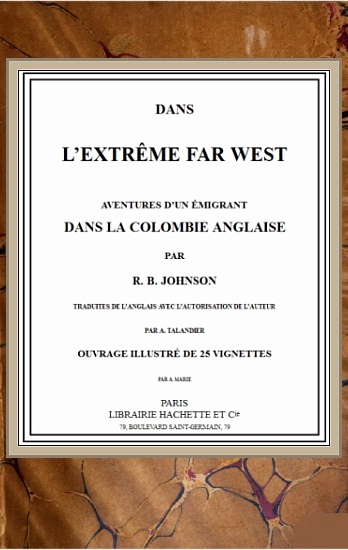 DANS
L'EXTRÊME FAR WEST
AVENTURES D'UN ÉMIGRANT
DANS LA COLOMBIE ANGLAISE
PAR
R. B. JOHNSON
TRADUITES DE L'ANGLAIS AVEC L'AUTORISATION DE L'AUTEUR
PAR A. TALANDIER
OUVRAGE ILLUSTRÉ DE 25 VIGNETTES
PAR A. MARIE
PARIS
LIBRAIRIE HACHETTE ET Cie
79, BOULEVARD SAINT-GERMAIN, 79